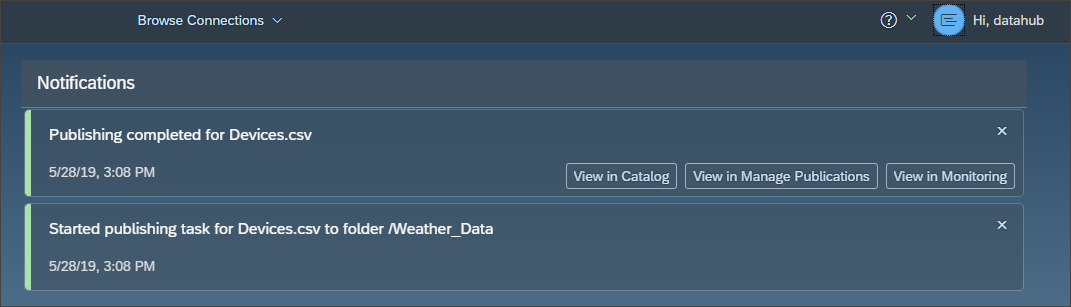 Browse Connections
Hi, datahub
Notifications
Publishing completed for Devices.csv
5/28/19, 3:08 PM
View in Catalog
View in Manage Publications
View in Monitoring
Started publishing task for Devices.csv to folder /Weather_Data
5/28/19, 3:08 PM